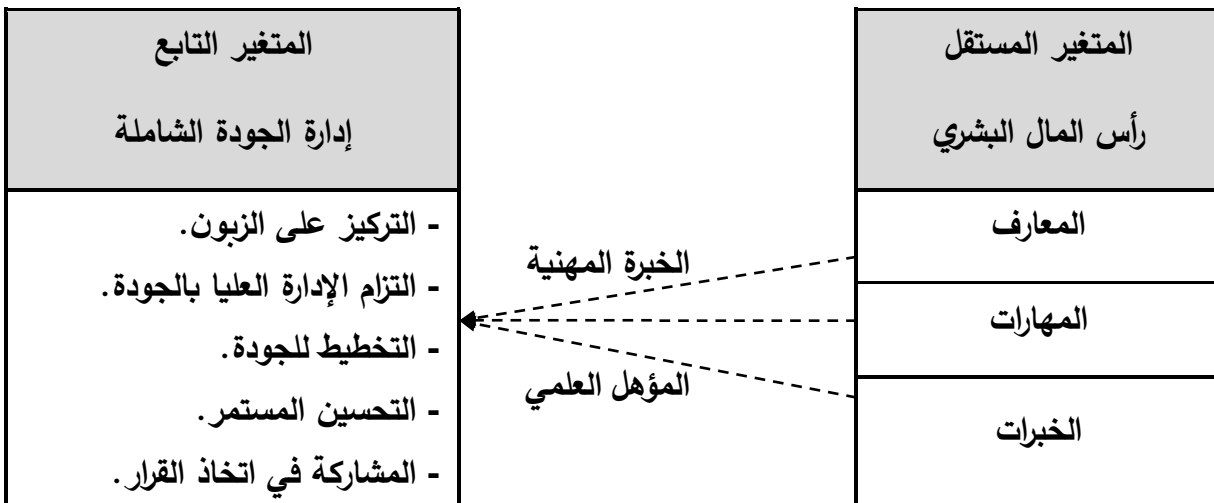 المتغير المستقل
رأس المال البشري
المعارف
المهارات
الخبرات
الخبرة المهنية
المؤهل العلمي
المتغير التابع
إدارة الجودة الشاملة
- التركيز على الزبون.
- التزام الإدارة العليا بالجودة.
- التخطيط للجودة.
- التحسين المستمر.
- المشاركة في اتخاذ القرار.